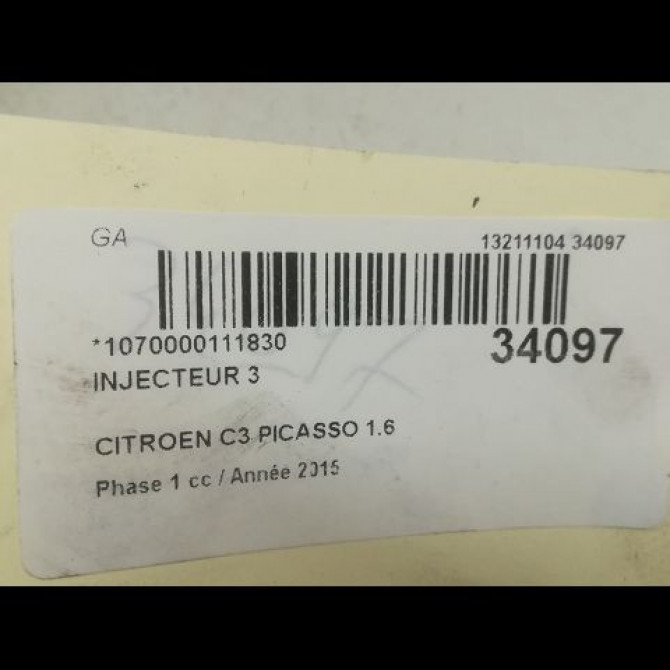 GA
13211104 34097
*1070000111830
34097
INJECTEUR 3
CITROEN C3 PICASSO 1.6
Phase 1 cc / Année 2015